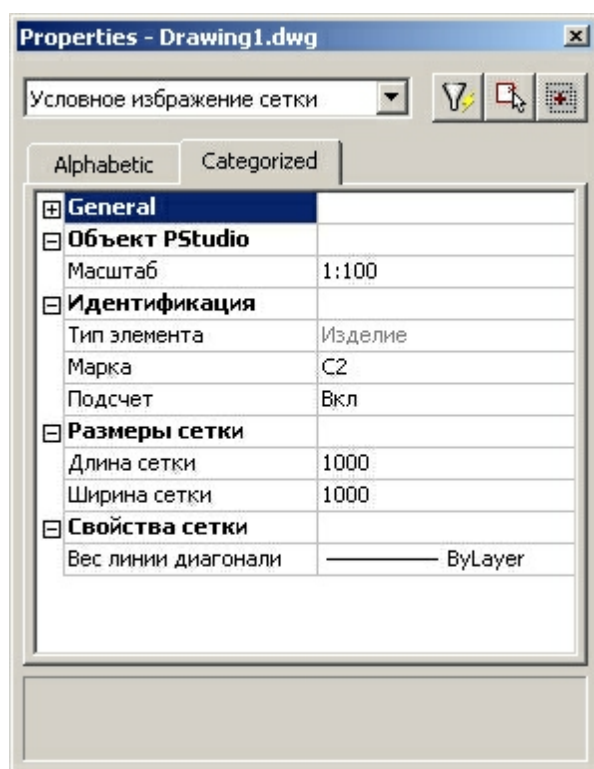 Properties - Drawing1.dwg
Условное избражение сетки
Alphabetic Categorized
General
Объект PStudio
Масштаб 1:100
Идентификация
Тип элемента Изделие
Марка С2
Подсчет Вкл
Размеры сетки
Длина сетки 1000
Ширина сетки 1000
Свойства сетки
Вес линии диагонали ByLayer